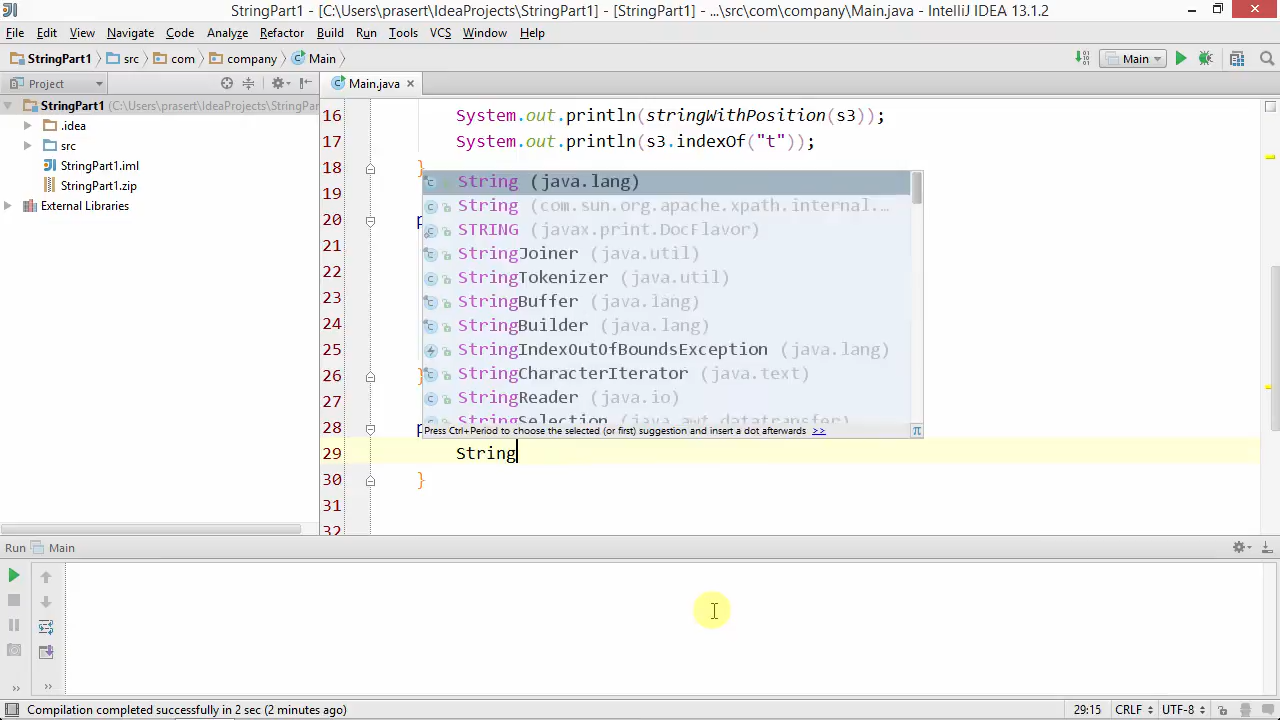 StringPart1 - [C:\Users\prasert\IdeaProjects\StringPart1] - [StringPart1] - ...\src\com\company\Main.java - IntelliJ IDEA 13.1.2
File Edit View Navigate Code Analyze Refactor Build Run Tools VCS Window Help
StringPart1 src com company Main Main
Project Main.java
StringPart1 (C:\Users\prasert\IdeaProjects\StringPar
.idea
src
StringPart1.iml
StringPart1.zip
External Libraries
16 System.out.println(stringWithPosition(s3));
17 System.out.println(s3.indexOf("t"));
18 }
19
20 p
21
22
23
24
25
26 }
27
28 p
29 String
30 }
31
32
String (java.lang)
String (com.sun.org.apache.xpath.internal.…
STRING (javax.print.DocFlavor)
StringJoiner (java.util)
StringTokenizer (java.util)
StringBuffer (java.lang)
StringBuilder (java.lang)
StringIndexOutOfBoundsException (java.lang)
StringCharacterIterator (java.text)
StringReader (java.io)
StringSelection (java.awt.datatransfer)
Press Ctrl+Period to choose the selected (or first) suggestion and insert a dot afterwards >> π
Run Main
Compilation completed successfully in 2 sec (2 minutes ago) 29:15 CRLF UTF-8